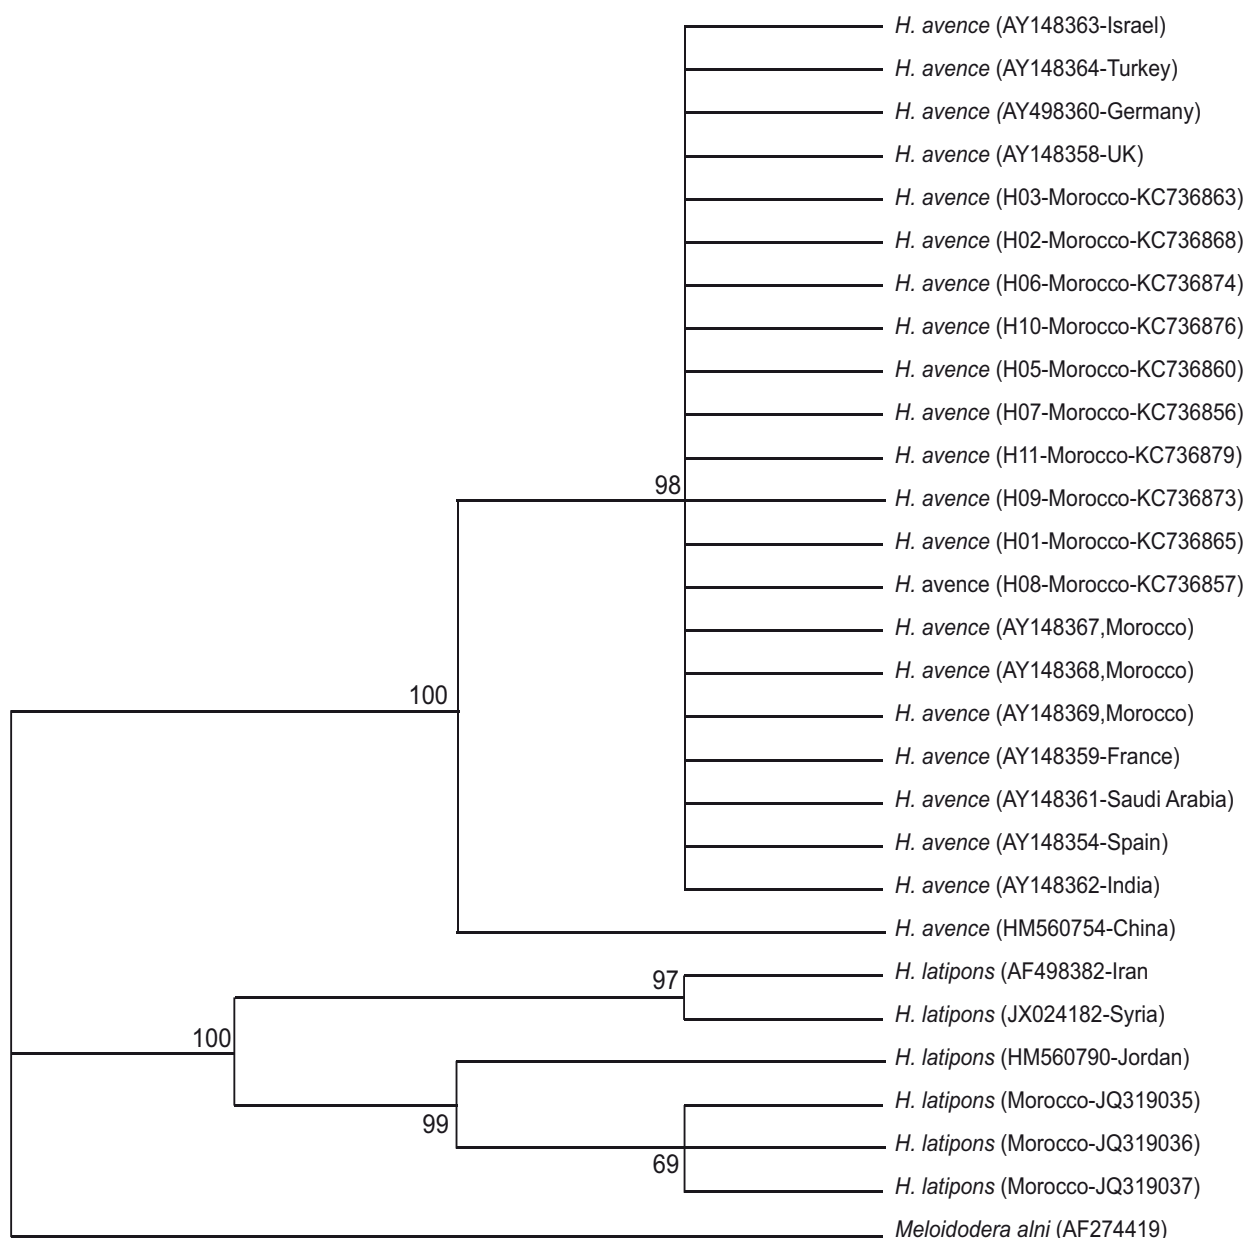 H. avence (AY148363-Israel)
H. avence (AY148364-Turkey)
H. avence (AY498360-Germany)
H. avence (AY148358-UK)
H. avence (H03-Morocco-KC736863)
H. avence (H02-Morocco-KC736868)
H. avence (H06-Morocco-KC736874)
H. avence (H10-Morocco-KC736876)
H. avence (H05-Morocco-KC736860)
H. avence (H07-Morocco-KC736856)
H. avence (H11-Morocco-KC736879)
98
H. avence (H09-Morocco-KC736873)
H. avence (H01-Morocco-KC736865)
H. avence (H08-Morocco-KC736857)
H. avence (AY148367,Morocco)
H. avence (AY148368,Morocco)
100
H. avence (AY148369,Morocco)
H. avence (AY148359-France)
H. avence (AY148361-Saudi Arabia)
H. avence (AY148354-Spain)
H. avence (AY148362-India)
H. avence (HM560754-China)
97
H. latipons (AF498382-Iran
H. latipons (JX024182-Syria)
100
H. latipons (HM560790-Jordan)
H. latipons (Morocco-JQ319035)
99
H. latipons (Morocco-JQ319036)
69
H. latipons (Morocco-JQ319037)
Meloidodera alni (AF274419)